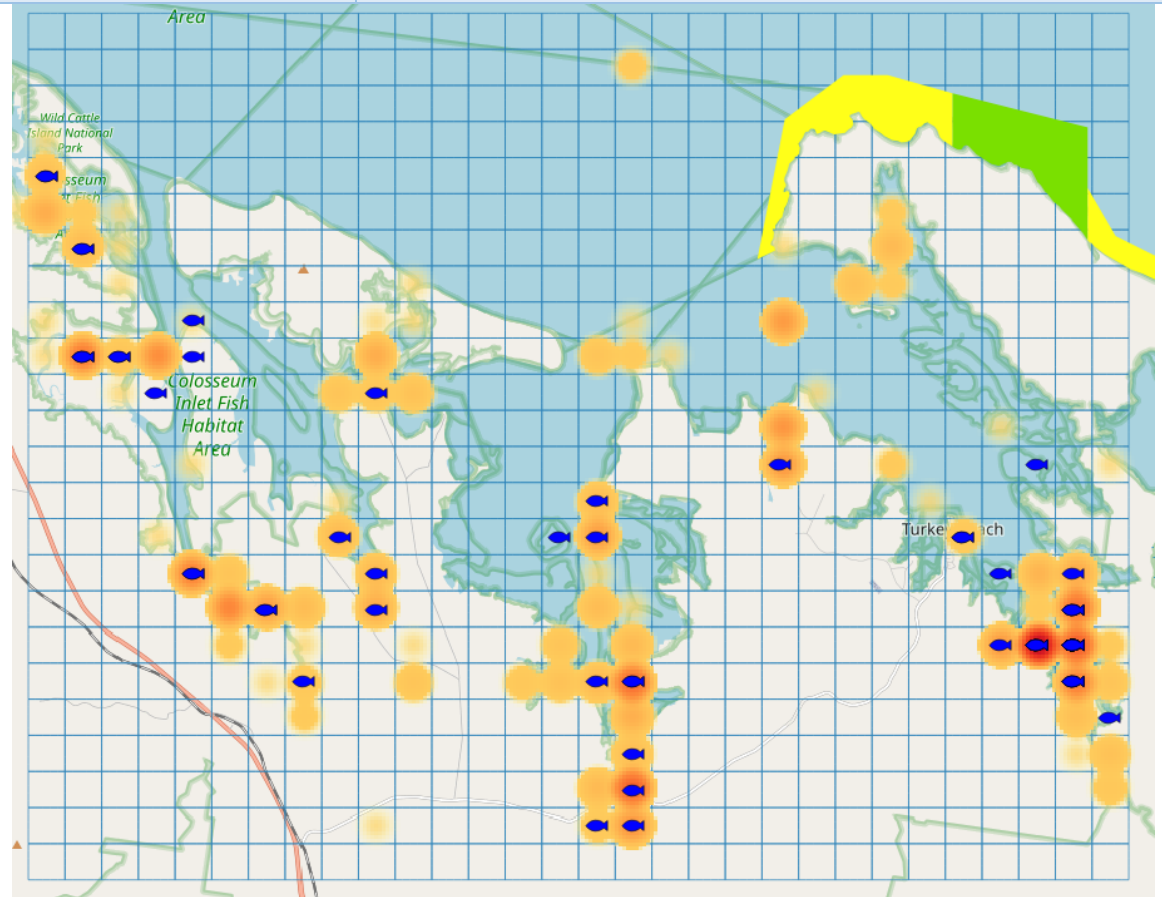 Area
Wild Cattle
Island National
Park
Colosseum
Inlet Fish
Habitat
Area